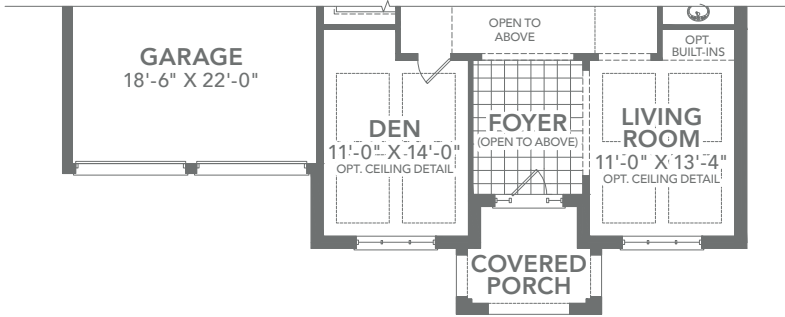 OPEN TO
ABOVE
OPT.
BUILT-INS
GARAGE
18'-6" X 22'-0"
DEN
11'-0" X 14'-0"
OPT. CEILING DETAIL
FOYER
(OPEN TO ABOVE)
LIVING
ROOM
11'-0" X 13'-4"
OPT. CEILING DETAIL
COVERED
PORCH